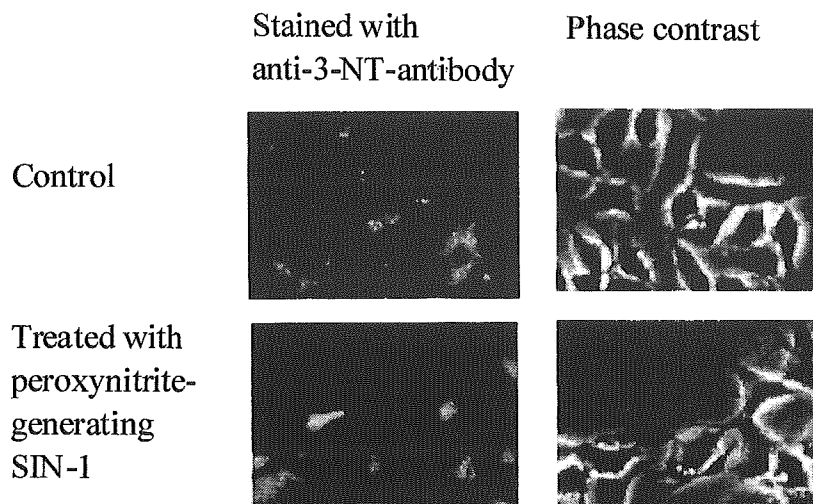 Stained with
anti-3-NT-antibody
Phase contrast
Control
Treated with
peroxynitrite-
generating
SIN-1